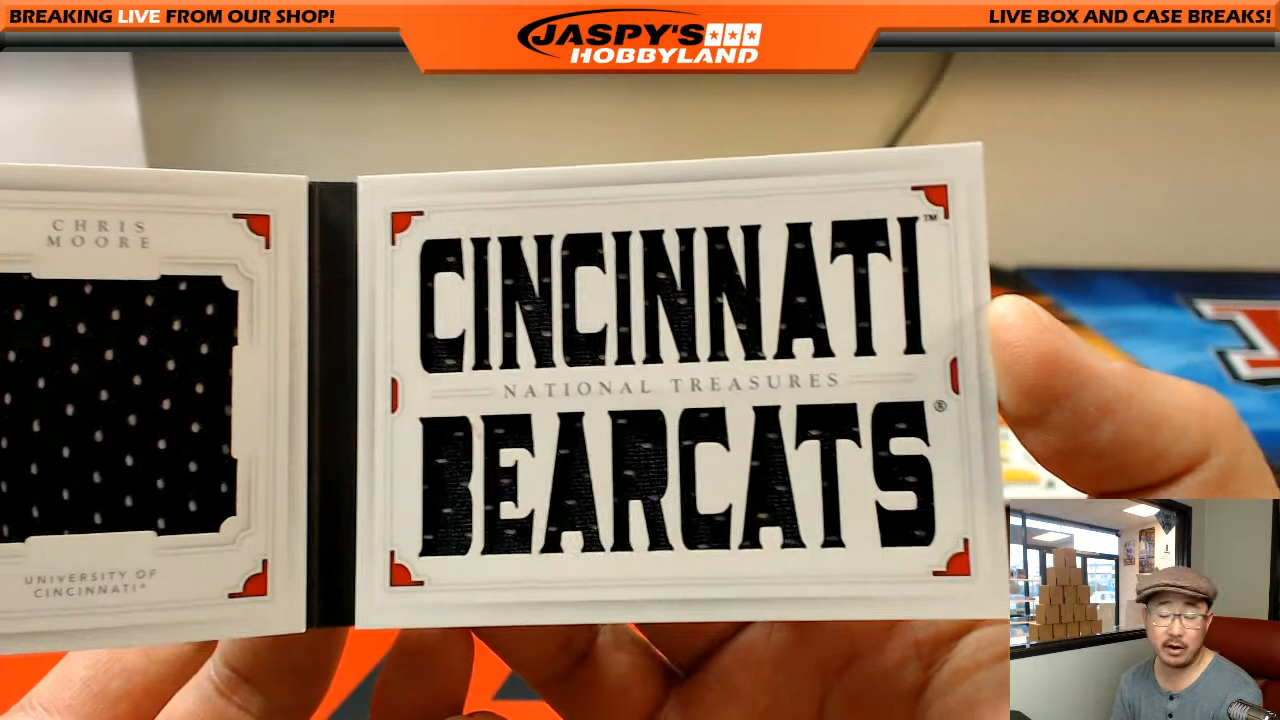 BREAKING LIVE FROM OUR SHOP!
JASPY'S
HOBBYLAND
LIVE BOX AND CASE BREAKS!
CHRIS
MOORE
UNIVERSITY OF
CINCINNATI®
CINCINNATI™
NATIONAL TREASURES
BEARCATS®